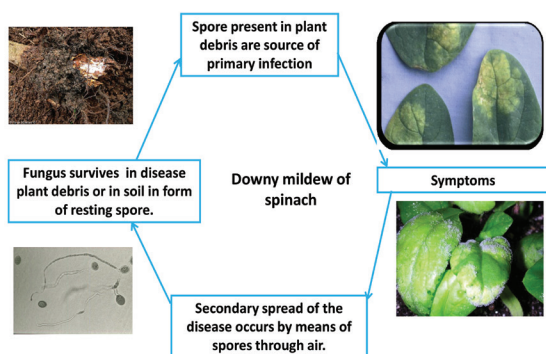 Spore present in plant
debris are source of
primary infection
Fungus survives in disease
plant debris or in soil in form
of resting spore.
Downy mildew of
spinach
Symptoms
Secondary spread of the
disease occurs by means of
spores through air.